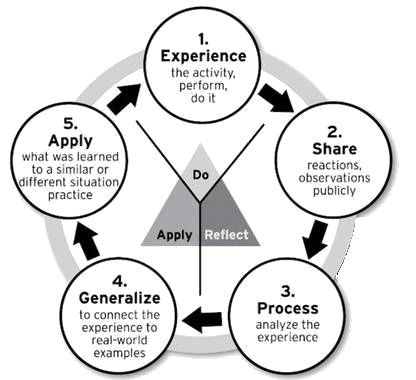 1.
Experience
the activity,
perform,
do it
2.
Share
reactions,
observations
publicly
3.
Process
analyze the
experience
4.
Generalize
to connect the
experience to
real-world
examples
5.
Apply
what was learned
to a similar or
different situation
practice
Do
Apply Reflect